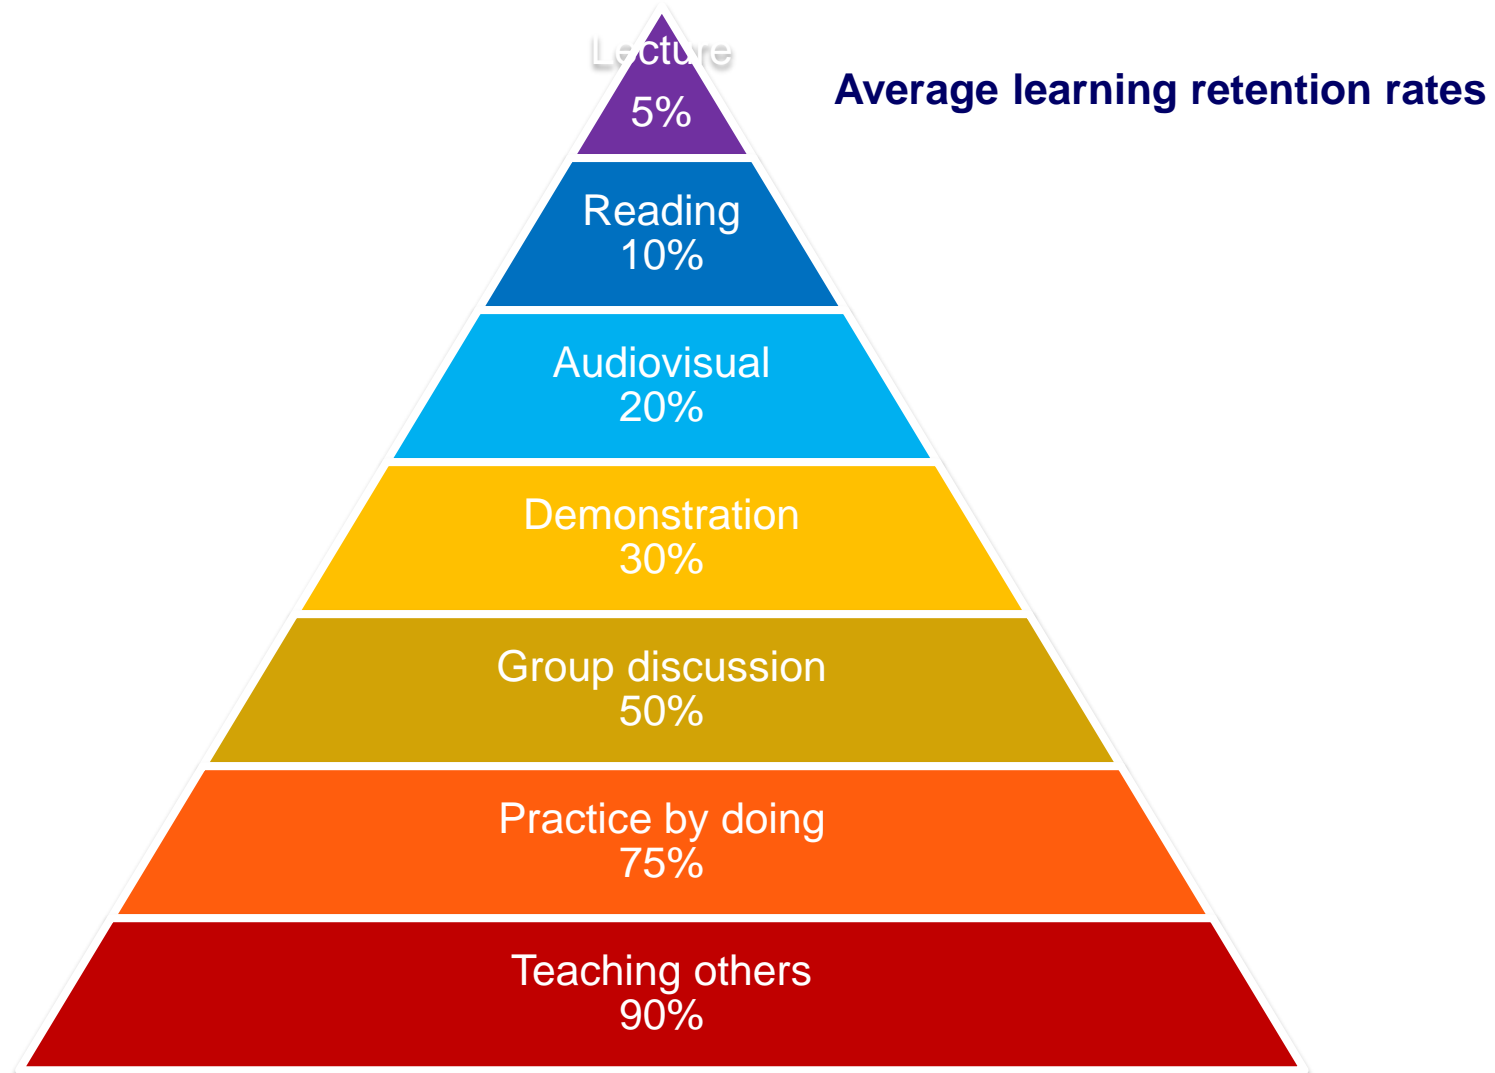 Lecture
5%
Average learning retention rates
Reading
10%
Audiovisual
20%
Demonstration
30%
Group discussion
50%
Practice by doing
75%
Teaching others
90%